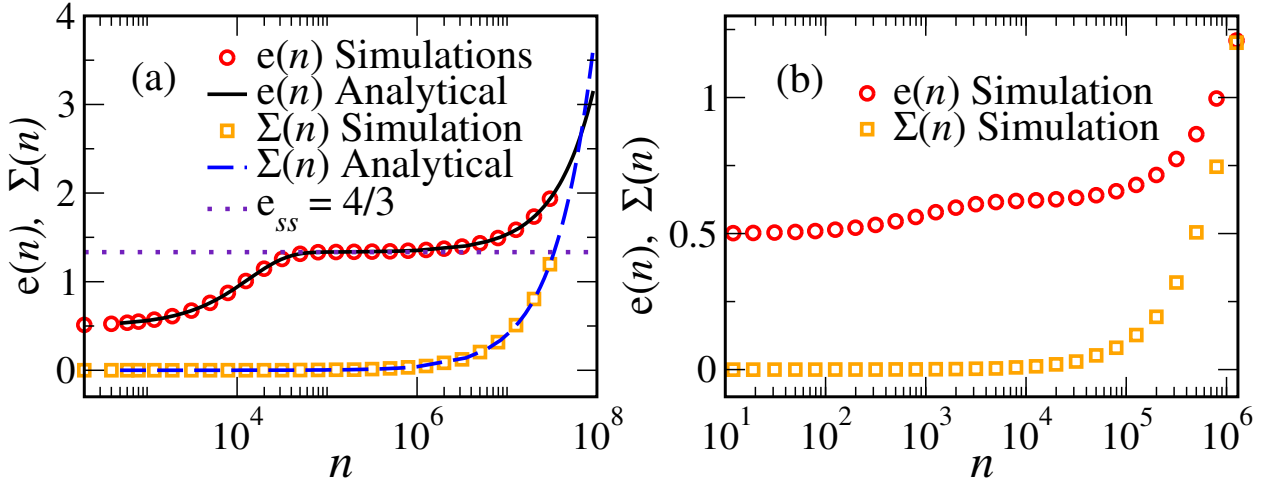 (a)
e(n) Simulations
e(n) Analytical
Σ(n) Simulation
Σ(n) Analytical
e_ss = 4/3
e(n), Σ(n)
4
3
2
1
0
10^4
10^6
10^8
n
(b)
e(n) Simulation
Σ(n) Simulation
e(n), Σ(n)
1
0.5
0
10^1
10^2
10^3
10^4
10^5
10^6
n